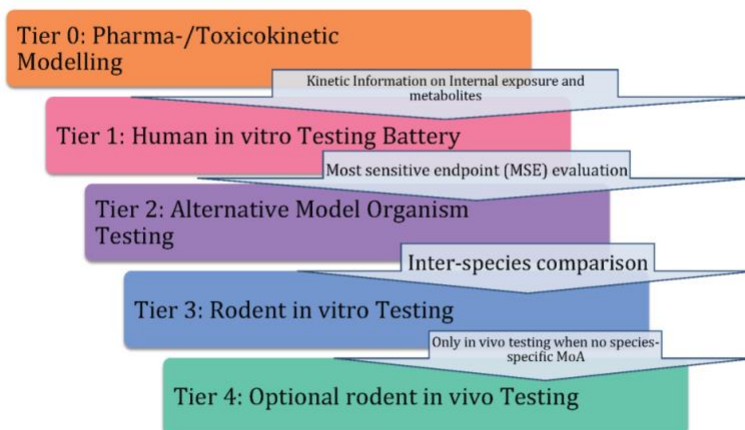 Tier 0: Pharma-/Toxicokinetic
Modelling
Kinetic Information on Internal exposure and
metabolites
Tier 1: Human in vitro Testing Battery
Most sensitive endpoint (MSE) evaluation
Tier 2: Alternative Model Organism
Testing
Inter-species comparison
Tier 3: Rodent in vitro Testing
Only in vivo testing when no species-
specific MoA
Tier 4: Optional rodent in vivo Testing